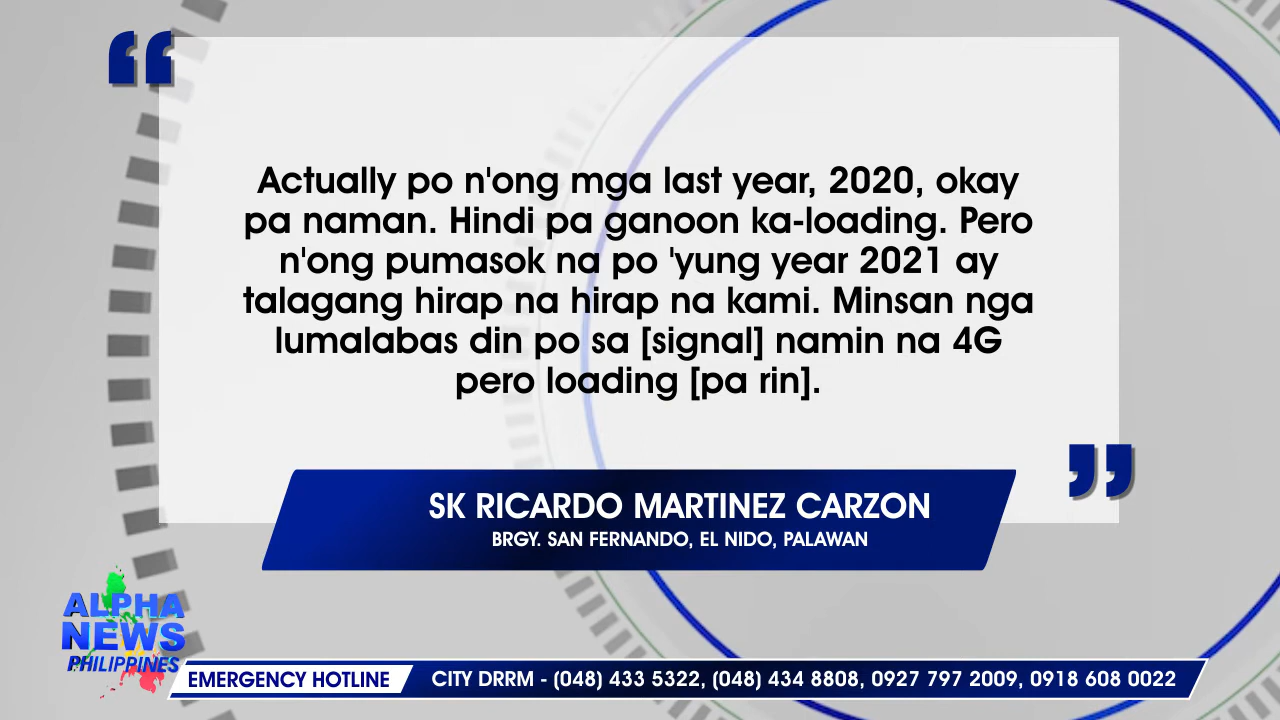 “
Actually po n'ong mga last year, 2020, okay
pa naman. Hindi pa ganoon ka-loading. Pero
n'ong pumasok na po 'yung year 2021 ay
talagang hirap na hirap na kami. Minsan nga
lumalabas din po sa [signal] namin na 4G
pero loading [pa rin].
”
SK RICARDO MARTINEZ CARZON
BRGY. SAN FERNANDO, EL NIDO, PALAWAN
ALPHA
NEWS
PHILIPPINES
EMERGENCY HOTLINE
CITY DRRM - (048) 433 5322, (048) 434 8808, 0927 797 2009, 0918 608 0022